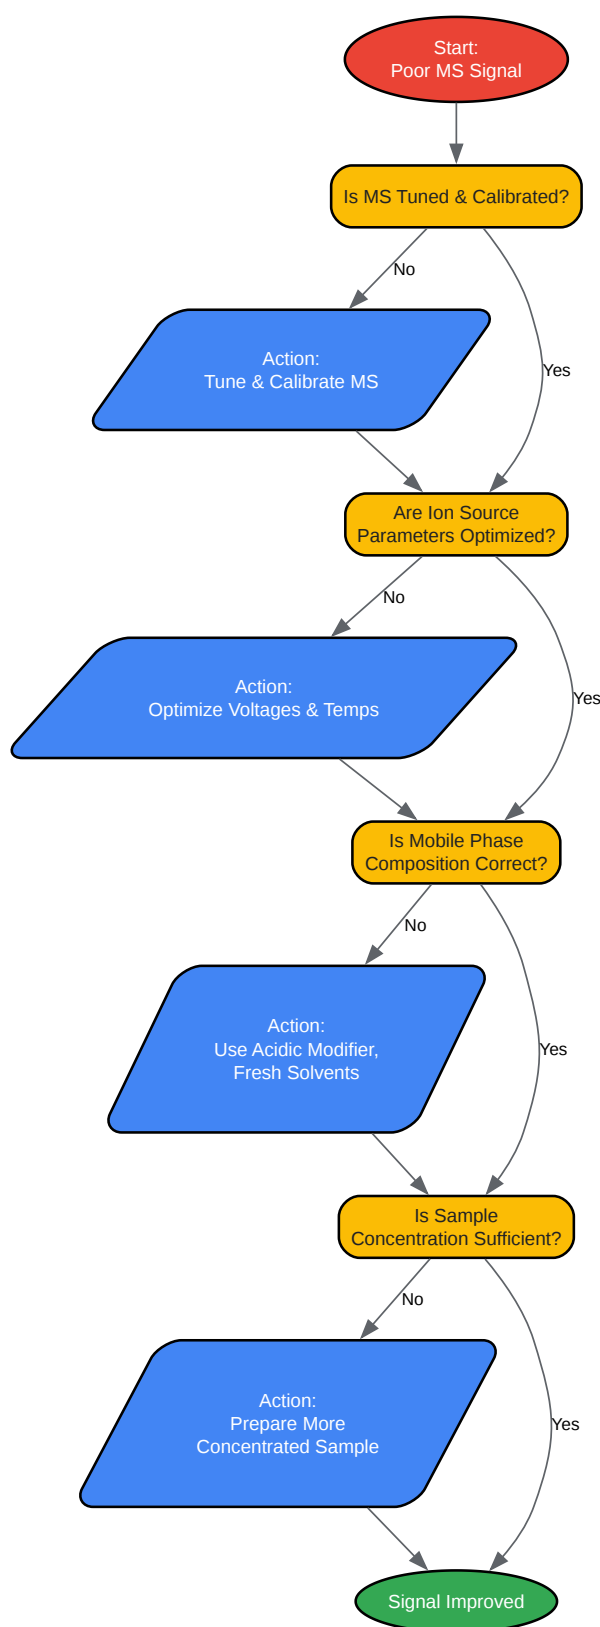 Start:
Poor MS Signal
Is MS Tuned & Calibrated?
No
Action:
Tune & Calibrate MS
Yes
Are Ion Source
Parameters Optimized?
No
Action:
Optimize Voltages & Temps
Yes
Is Mobile Phase
Composition Correct?
No
Action:
Use Acidic Modifier,
Fresh Solvents
Yes
Is Sample
Concentration Sufficient?
No
Action:
Prepare More
Concentrated Sample
Yes
Signal Improved